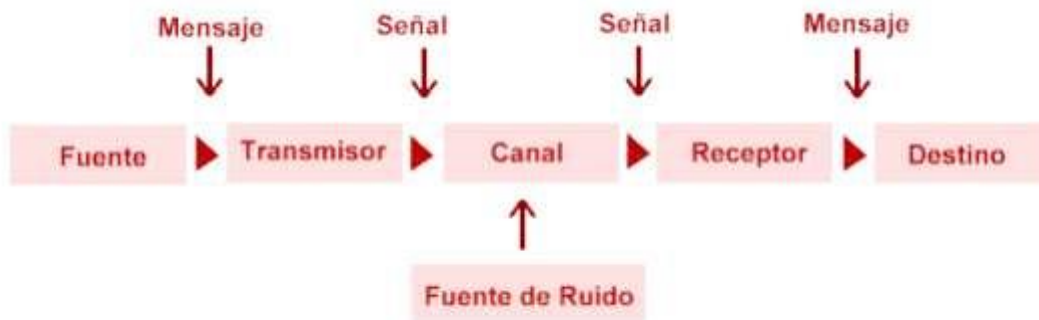 Mensaje Señal Señal Mensaje
Fuente Transmisor Canal Receptor Destino
Fuente de Ruido